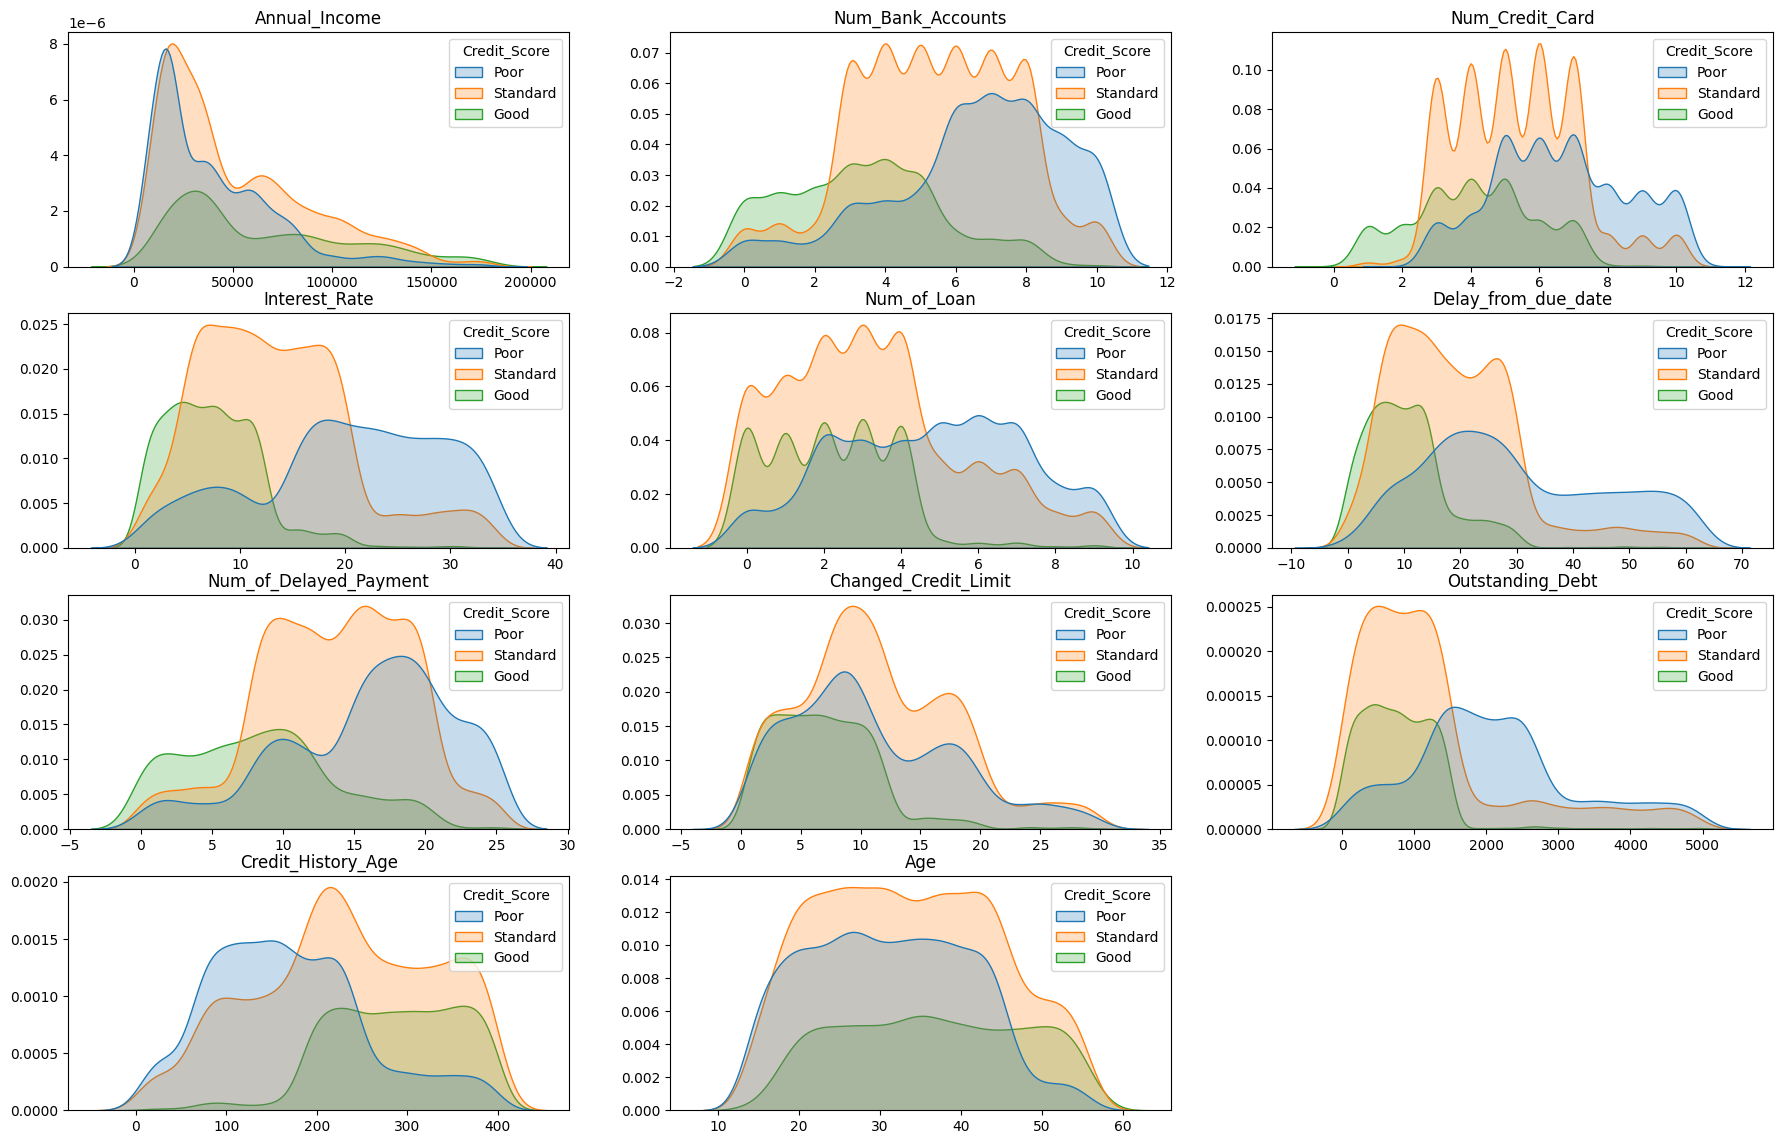 Annual_Income
1e−6
8
6
4
2
0
0 50000 100000 150000 200000
Credit_Score
Poor
Standard
Good
Num_Bank_Accounts
0.07
0.06
0.05
0.04
0.03
0.02
0.01
0.00
−2 0 2 4 6 8 10 12
Credit_Score
Poor
Standard
Good
Num_Credit_Card
0.10
0.08
0.06
0.04
0.02
0.00
0 2 4 6 8 10 12
Credit_Score
Poor
Standard
Good
Interest_Rate
0.025
0.020
0.015
0.010
0.005
0.000
0 10 20 30 40
Credit_Score
Poor
Standard
Good
Num_of_Loan
0.08
0.06
0.04
0.02
0.00
0 2 4 6 8 10
Credit_Score
Poor
Standard
Good
Delay_from_due_date
0.0175
0.0150
0.0125
0.0100
0.0075
0.0050
0.0025
0.0000
−10 0 10 20 30 40 50 60 70
Credit_Score
Poor
Standard
Good
Num_of_Delayed_Payment
0.030
0.025
0.020
0.015
0.010
0.005
0.000
−5 0 5 10 15 20 25 30
Credit_Score
Poor
Standard
Good
Changed_Credit_Limit
0.030
0.025
0.020
0.015
0.010
0.005
0.000
−5 0 5 10 15 20 25 30 35
Credit_Score
Poor
Standard
Good
Outstanding_Debt
0.00025
0.00020
0.00015
0.00010
0.00005
0.00000
0 1000 2000 3000 4000 5000
Credit_Score
Poor
Standard
Good
Credit_History_Age
0.0020
0.0015
0.0010
0.0005
0.0000
0 100 200 300 400
Credit_Score
Poor
Standard
Good
Age
0.014
0.012
0.010
0.008
0.006
0.004
0.002
0.000
10 20 30 40 50 60
Credit_Score
Poor
Standard
Good